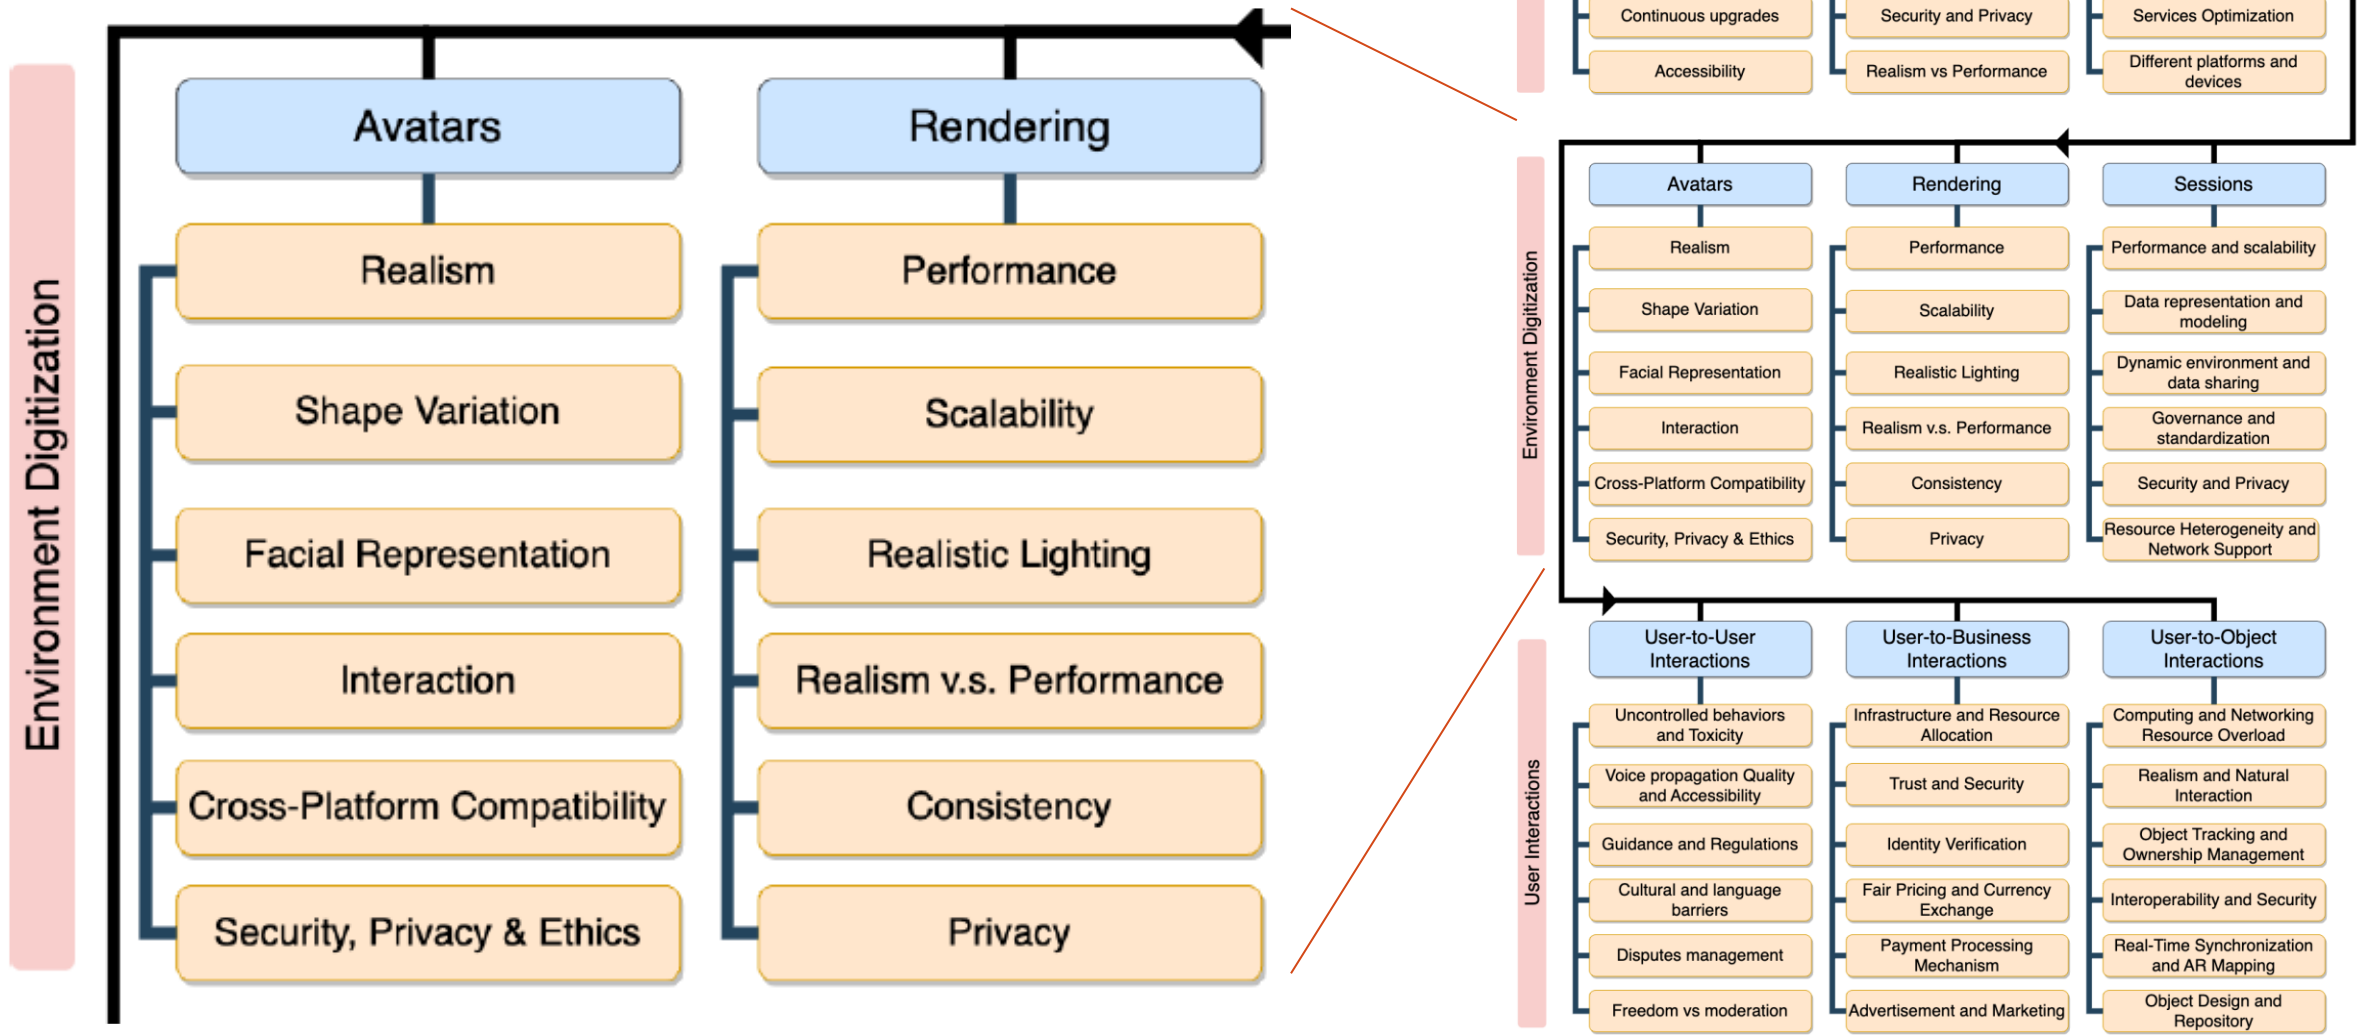 Environment Digitization
Avatars
Realism
Shape Variation
Facial Representation
Interaction
Cross-Platform Compatibility
Security, Privacy & Ethics
Rendering
Performance
Scalability
Realistic Lighting
Realism v.s. Performance
Consistency
Privacy
Continuous upgrades
Accessibility
Security and Privacy
Realism vs Performance
Services Optimization
Different platforms and
devices
Environment Digitization
Avatars
Realism
Shape Variation
Facial Representation
Interaction
Cross-Platform Compatibility
Security, Privacy & Ethics
Rendering
Performance
Scalability
Realistic Lighting
Realism v.s. Performance
Consistency
Privacy
Sessions
Performance and scalability
Data representation and
modeling
Dynamic environment and
data sharing
Governance and
standardization
Security and Privacy
Resource Heterogeneity and
Network Support
User Interactions
User-to-User
Interactions
Uncontrolled behaviors
and Toxicity
Voice propagation Quality
and Accessibility
Guidance and Regulations
Cultural and language
barriers
Disputes management
Freedom vs moderation
User-to-Business
Interactions
Infrastructure and Resource
Allocation
Trust and Security
Identity Verification
Fair Pricing and Currency
Exchange
Payment Processing
Mechanism
Advertisement and Marketing
User-to-Object
Interactions
Computing and Networking
Resource Overload
Realism and Natural
Interaction
Object Tracking and
Ownership Management
Interoperability and Security
Real-Time Synchronization
and AR Mapping
Object Design and
Repository